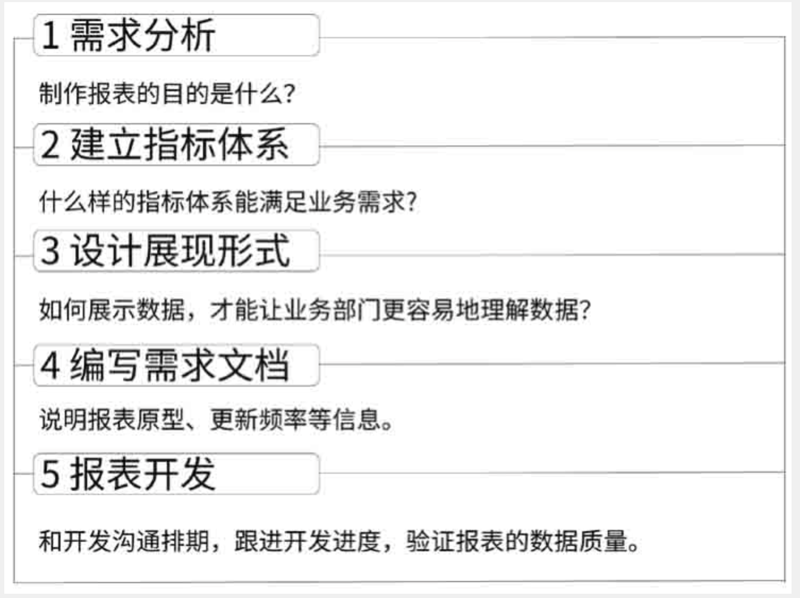 1 需求分析
制作报表的目的是什么？
2 建立指标体系
什么样的指标体系能满足业务需求？
3 设计展现形式
如何展示数据，才能让业务部门更容易地理解数据？
4 编写需求文档
说明报表原型、更新频率等信息。
5 报表开发
和开发沟通排期，跟进开发进度，验证报表的数据质量。